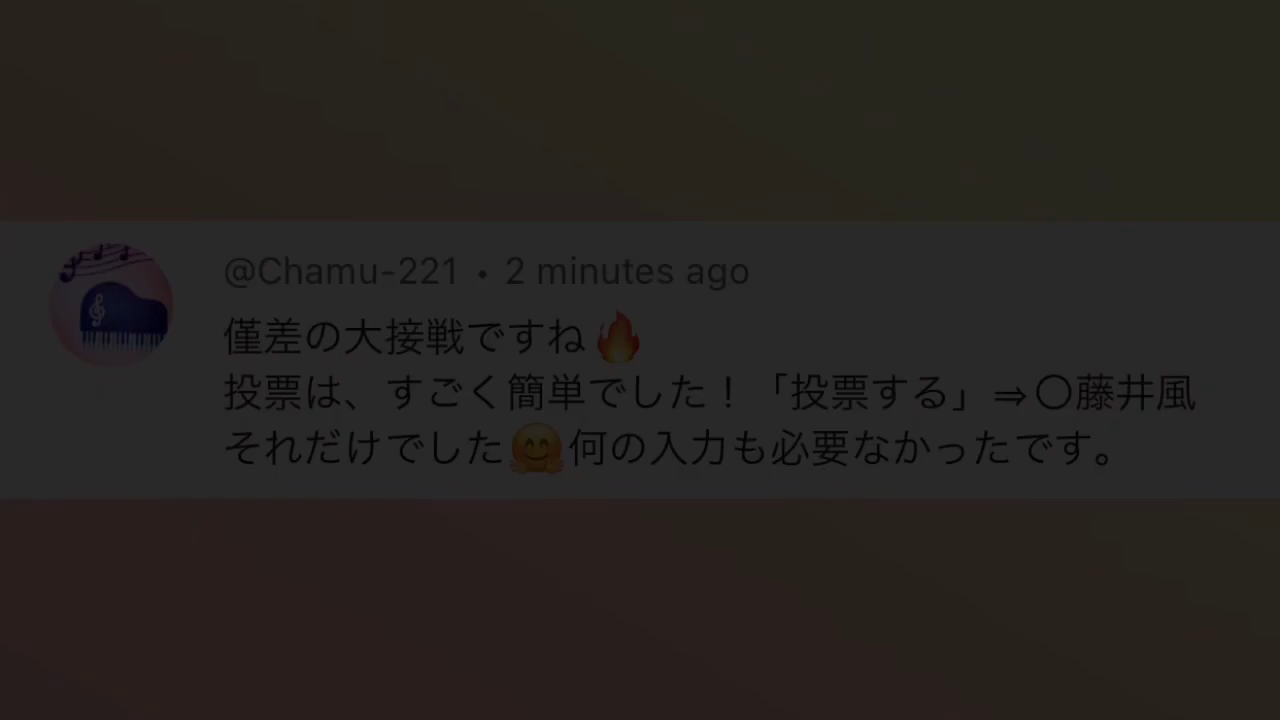 @Chamu-221 • 2 minutes ago
僅差の大接戦ですね🔥
投票は、すごく簡単でした！「投票する」⇒〇藤井風
それだけでした🤗何の入力も必要なかったです。